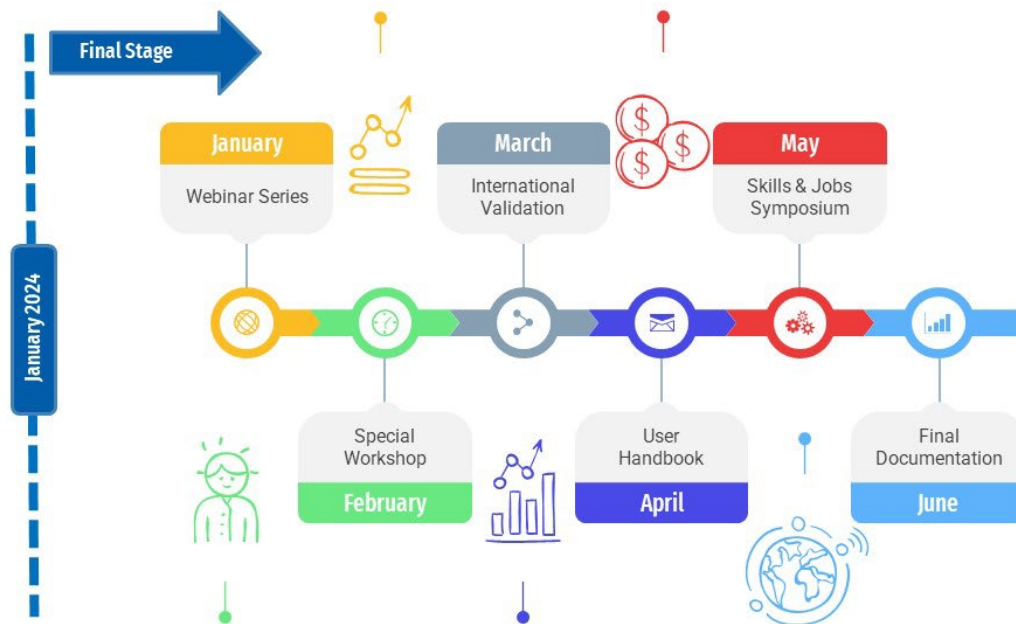 Final Stage
January 2024
January
Webinar Series
March
International
Validation
$
$
$
May
Skills & Jobs
Symposium
Special
Workshop
February
User
Handbook
April
Final
Documentation
June